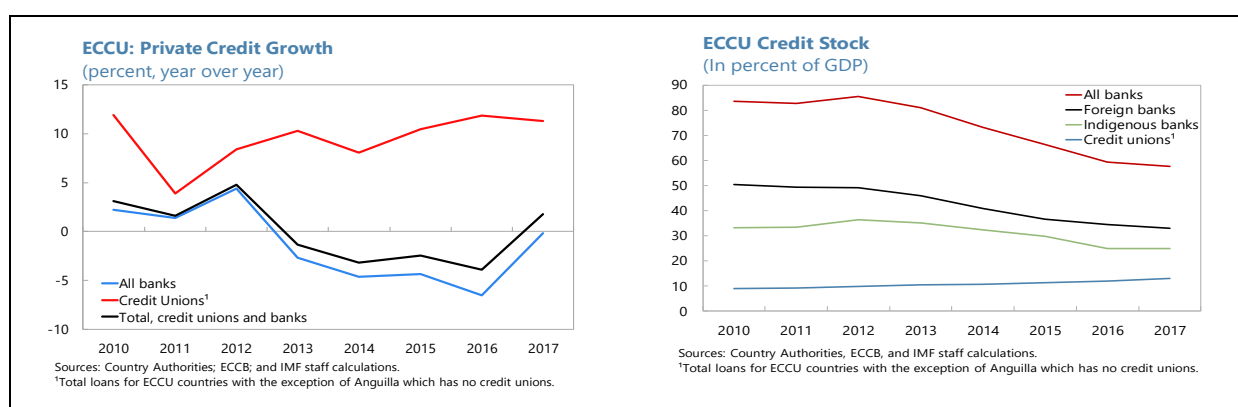 ECCU: Private Credit Growth
(percent, year over year)
15
10
5
0
-5
-10
All banks
Credit Unions¹
Total, credit unions and banks
2010 2011 2012 2013 2014 2015 2016 2017
Sources: Country Authorities; ECCB; and IMF staff calculations.
¹Total loans for ECCU countries with the exception of Anguilla which has no credit unions.
ECCU Credit Stock
(In percent of GDP)
90
80
70
60
50
40
30
20
10
0
All banks
Foreign banks
Indigenous banks
Credit unions¹
2010 2011 2012 2013 2014 2015 2016 2017
Sources: Country Authorities, ECCB, and IMF staff calculations.
¹Total loans for ECCU countries with the exception of Anguilla which has no credit unions.